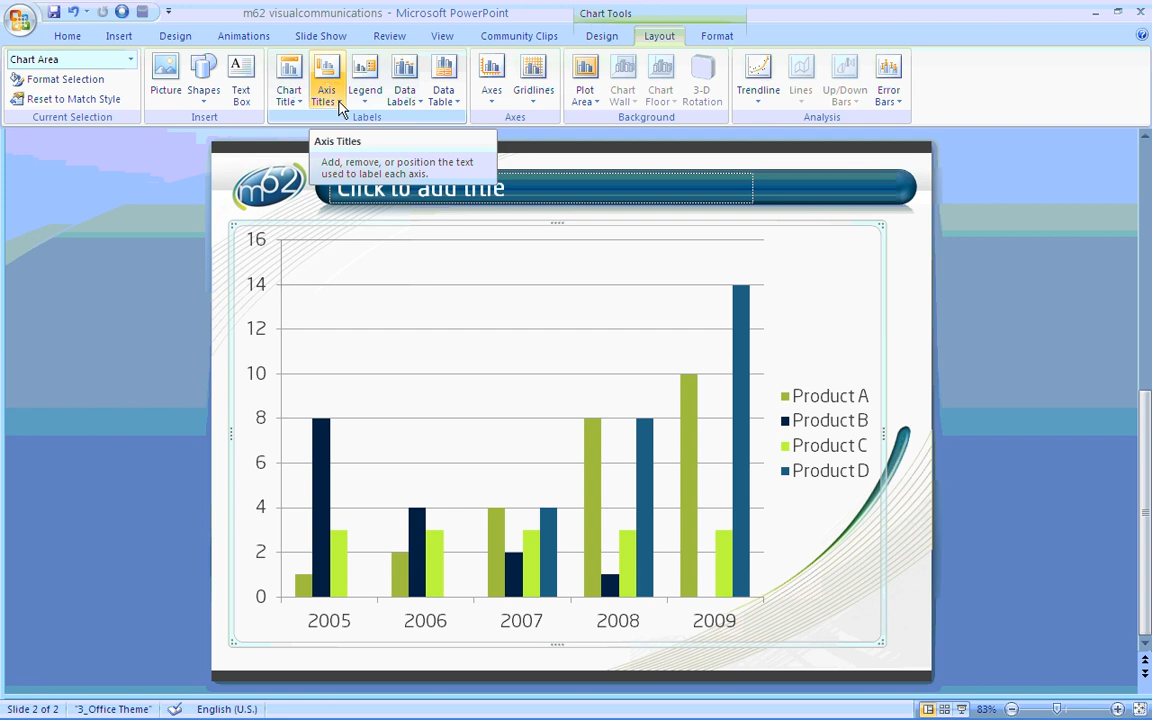 m62 visualcommunications - Microsoft PowerPoint
Chart Tools
Home Insert Design Animations Slide Show Review View Community Clips Design Layout Format
Chart Area
Format Selection
Reset to Match Style
Current Selection
Picture
Shapes
Text
Box
Insert
Chart
Title
Axis
Titles
Legend
Data
Labels
Data
Table
Labels
Axes
Gridlines
Axes
Plot
Area
Chart
Wall
Chart
Floor
3-D
Rotation
Background
Trendline
Lines
Up/Down
Bars
Error
Bars
Analysis
Axis Titles
Add, remove, or position the text
used to label each axis.
m62
Click to add title
16
14
12
10
8
6
4
2
0
2005 2006 2007 2008 2009
Product A
Product B
Product C
Product D
Slide 2 of 2 "3_Office Theme" English (U.S.) 83%